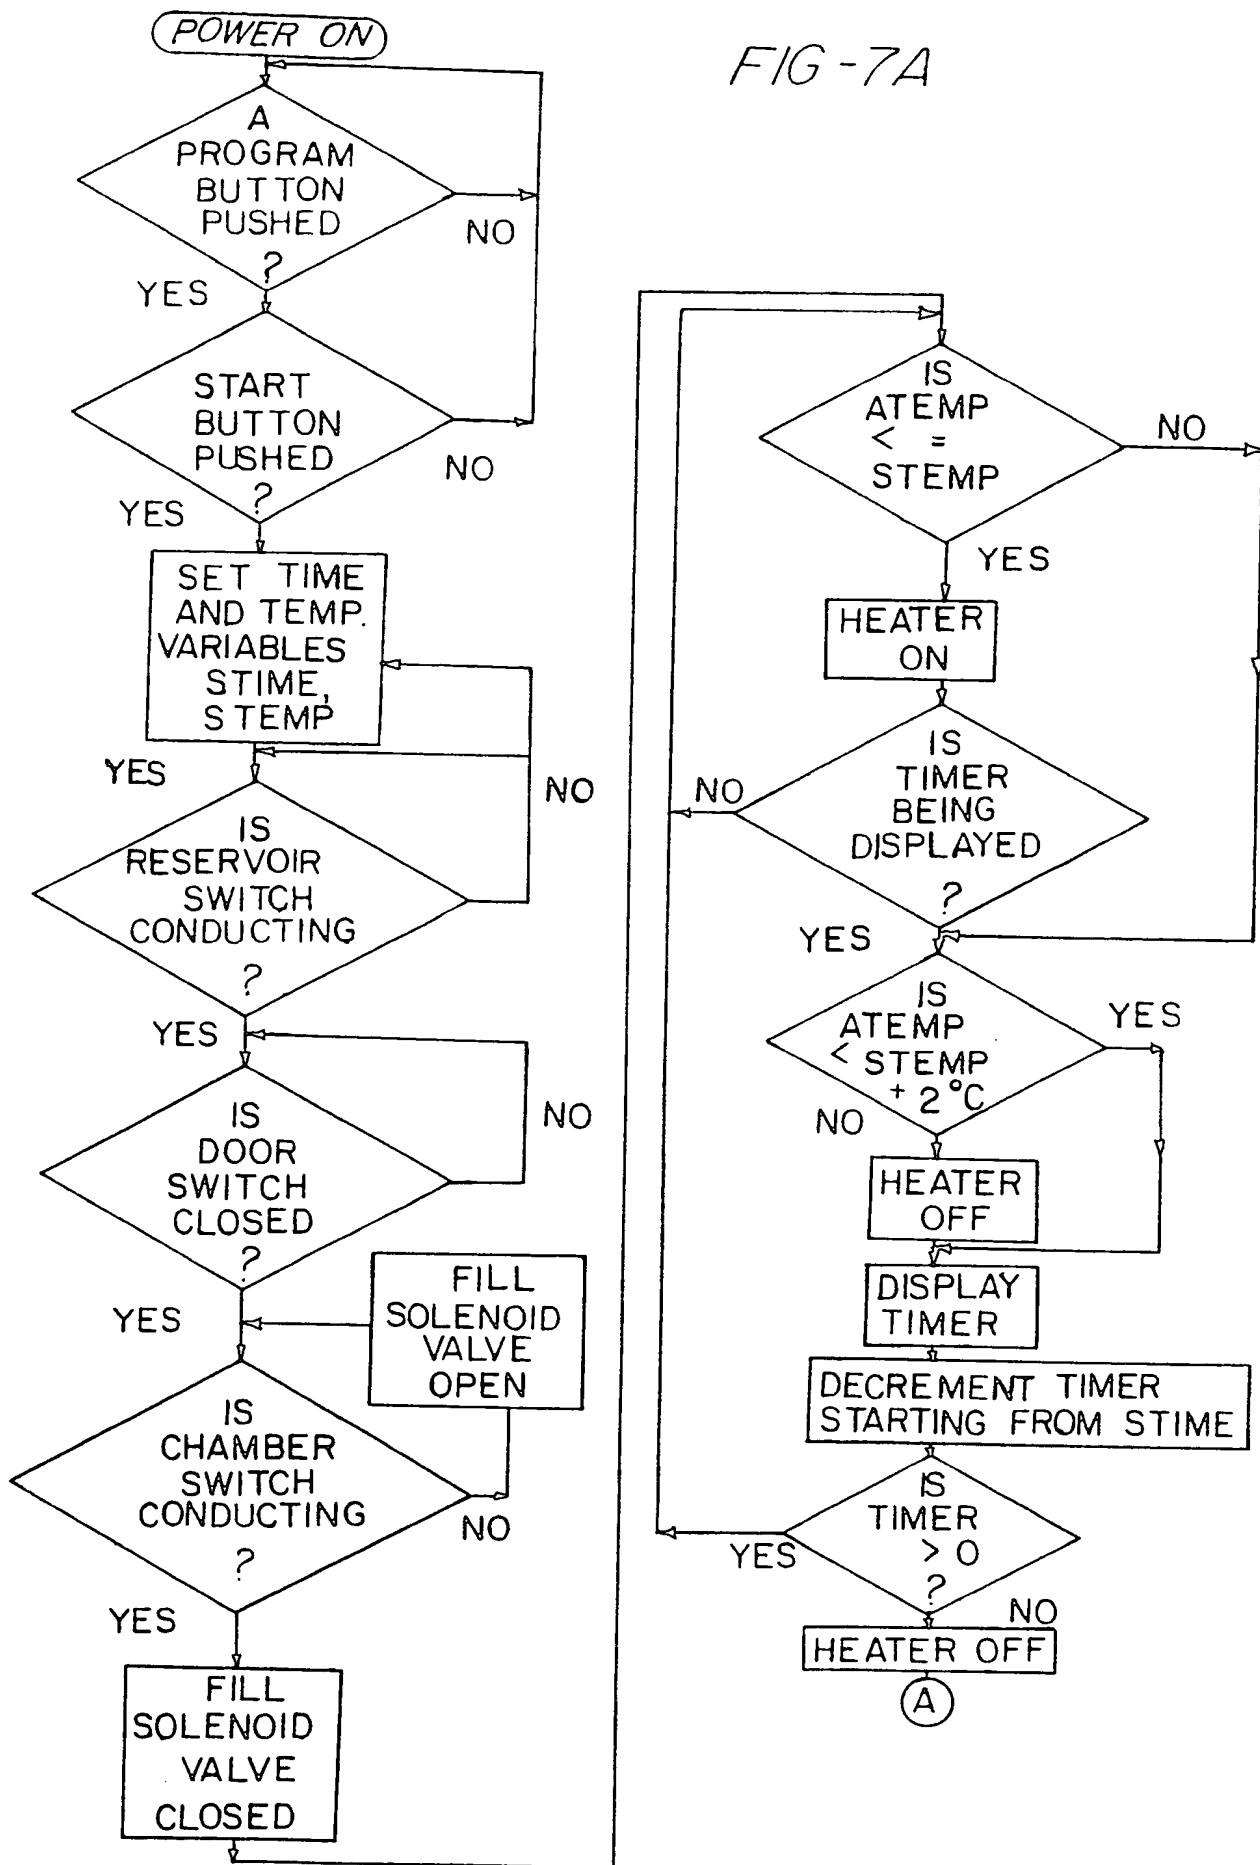 POWER ON
FIG-7A
A
PROGRAM
BUTTON
PUSHED
?
NO
YES
START
BUTTON
PUSHED
?
NO
YES
SET TIME
AND TEMP.
VARIABLES
STIME,
STEMP
YES
NO
IS
RESERVOIR
SWITCH
CONDUCTING
?
YES
NO
IS
DOOR
SWITCH
CLOSED
?
YES
FILL
SOLENOID
VALVE
OPEN
IS
CHAMBER
SWITCH
CONDUCTING
?
NO
YES
FILL
SOLENOID
VALVE
CLOSED
IS
ATEMP
< =
STEMP
NO
YES
HEATER
ON
IS
TIMER
BEING
DISPLAYED
?
NO
YES
IS
ATEMP
< STEMP
+ 2°C
YES
NO
HEATER
OFF
DISPLAY
TIMER
DECREMENT TIMER
STARTING FROM STIME
IS
TIMER
> 0
?
YES
NO
HEATER OFF
A